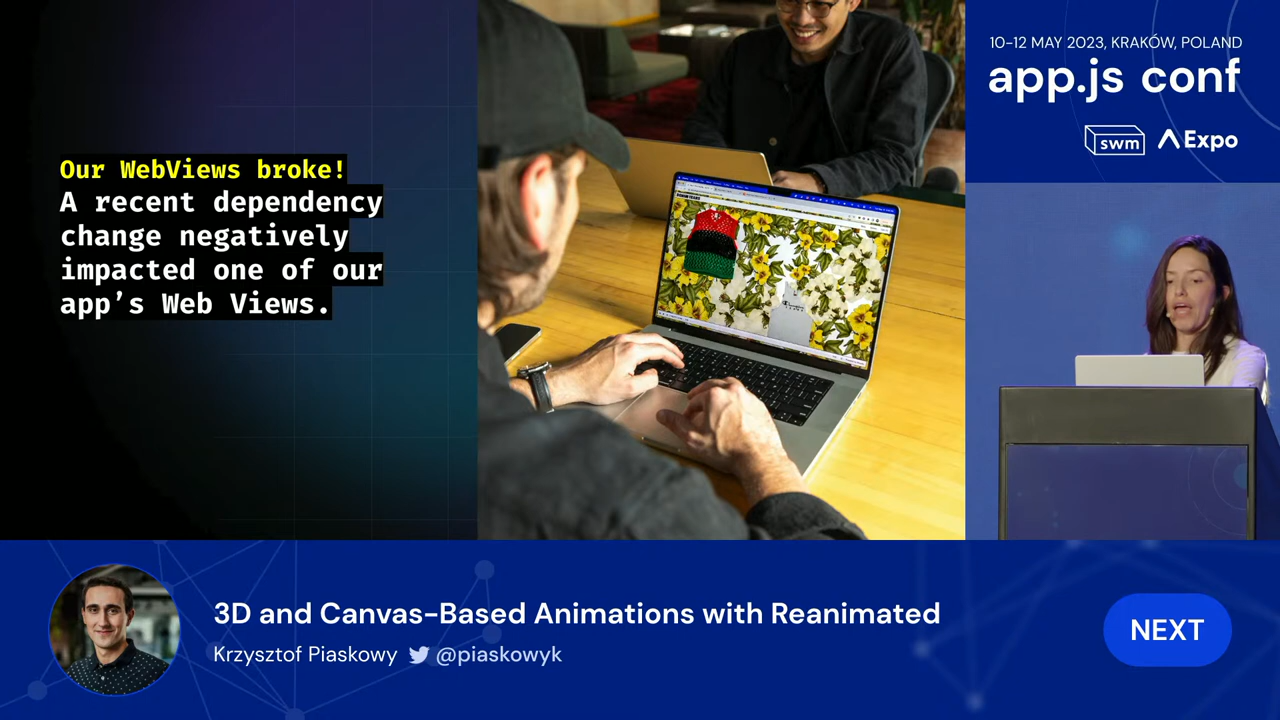 Our WebViews broke!
A recent dependency
change negatively
impacted one of our
app’s Web Views.
10–12 MAY 2023, KRAKÓW, POLAND
app.js conf
swm
Expo
3D and Canvas-Based Animations with Reanimated
Krzysztof Piaskowy @piaskowyk
NEXT